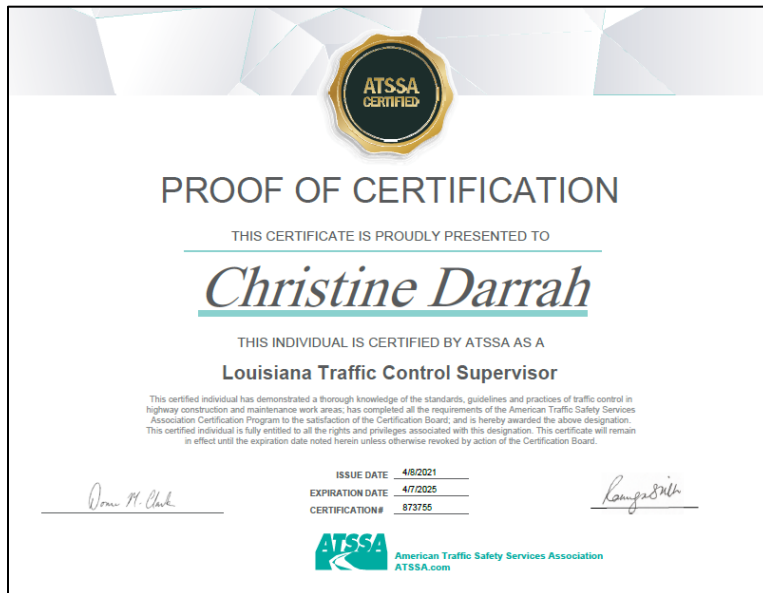 ATSSA
CERTIFIED
PROOF OF CERTIFICATION
THIS CERTIFICATE IS PROUDLY PRESENTED TO
Christine Darrah
THIS INDIVIDUAL IS CERTIFIED BY ATSSA AS A
Louisiana Traffic Control Supervisor
This certified individual has demonstrated a thorough knowledge of the standards, guidelines and practices of traffic control in
highway construction and maintenance work areas; has completed all the requirements of the American Traffic Safety Services
Association Certification Program to the satisfaction of the Certification Board; and is hereby awarded the above designation.
This certified individual is fully entitled to all the rights and privileges associated with this designation. This certificate will remain
in effect until the expiration date noted herein unless otherwise revoked by action of the Certification Board.
ISSUE DATE 4/8/2021
EXPIRATION DATE 4/7/2025
CERTIFICATION# 873755
M. Clark
ATSSA
American Traffic Safety Services Association
ATSSA.com